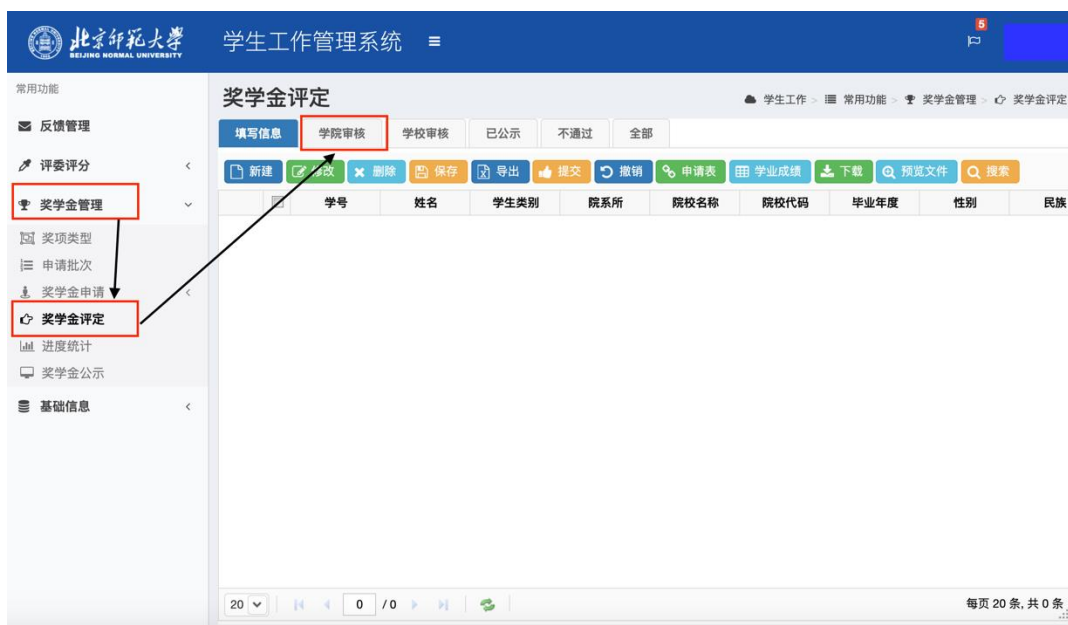 北京师范大学 学生工作管理系统 5
BEIJING NORMAL UNIVERSITY
常用功能
反馈管理
评委评分
奖学金管理
奖项类型
申请批次
奖学金申请
奖学金评定
进度统计
奖学金公示
基础信息
奖学金评定
学生工作 > 常用功能 > 奖学金管理 > 奖学金评定
填写信息 学院审核 学校审核 已公示 不通过 全部
新建 修改 删除 保存 导出 提交 撤销 申请表 学业成绩 下载 预览文件 搜索
学号 姓名 学生类别 院系所 院校名称 院校代码 毕业年度 性别 民族
20 0 / 0 每页 20 条, 共 0 条